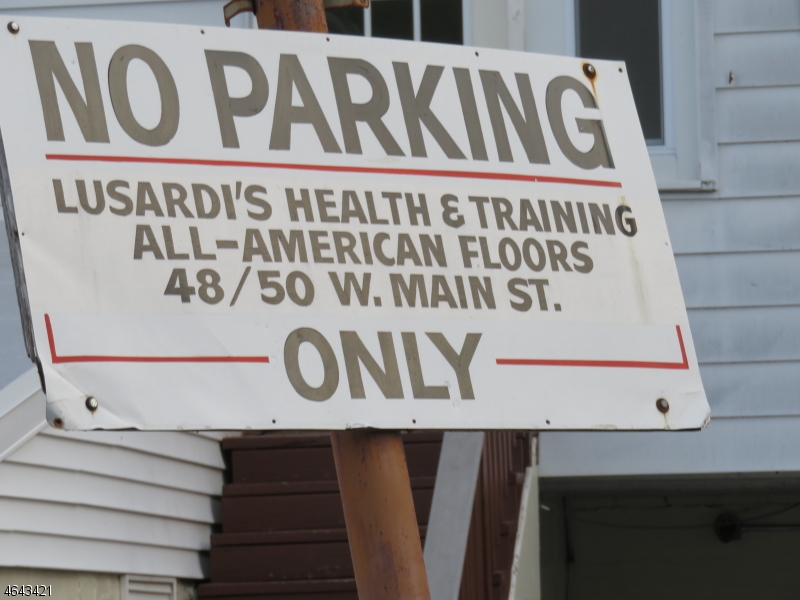 NO PARKING
LUSARDI'S HEALTH & TRAINING
ALL-AMERICAN FLOORS
48/50 W. MAIN ST.
ONLY
4643421